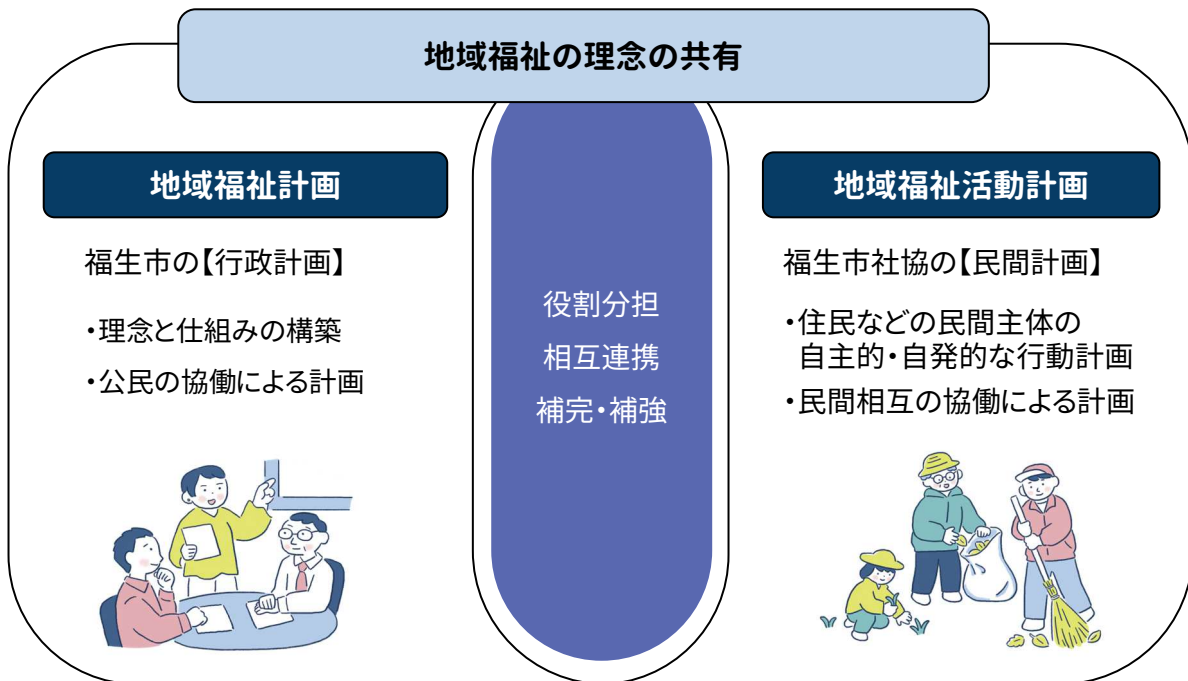 地域福祉の理念の共有
地域福祉計画
福生市の【行政計画】
・理念と仕組みの構築
・公民の協働による計画
役割分担
相互連携
補完・補強
地域福祉活動計画
福生市社協の【民間計画】
・住民などの民間主体の
自主的・自発的な行動計画
・民間相互の協働による計画